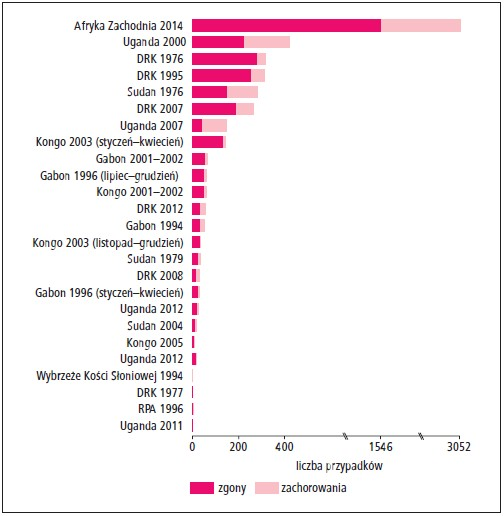 Afryka Zachodnia 2014
Uganda 2000
DRK 1976
DRK 1995
Sudan 1976
DRK 2007
Uganda 2007
Kongo 2003 (styczeń–kwiecień)
Gabon 2001–2002
Gabon 1996 (lipiec–grudzień)
Kongo 2001–2002
DRK 2012
Gabon 1994
Kongo 2003 (listopad–grudzień)
Sudan 1979
DRK 2008
Gabon 1996 (styczeń–kwiecień)
Uganda 2012
Sudan 2004
Kongo 2005
Uganda 2012
Wybrzeże Kości Słoniowej 1994
DRK 1977
RPA 1996
Uganda 2011
0 200 400 1546 3052
liczba przypadków
zgony zachorowania